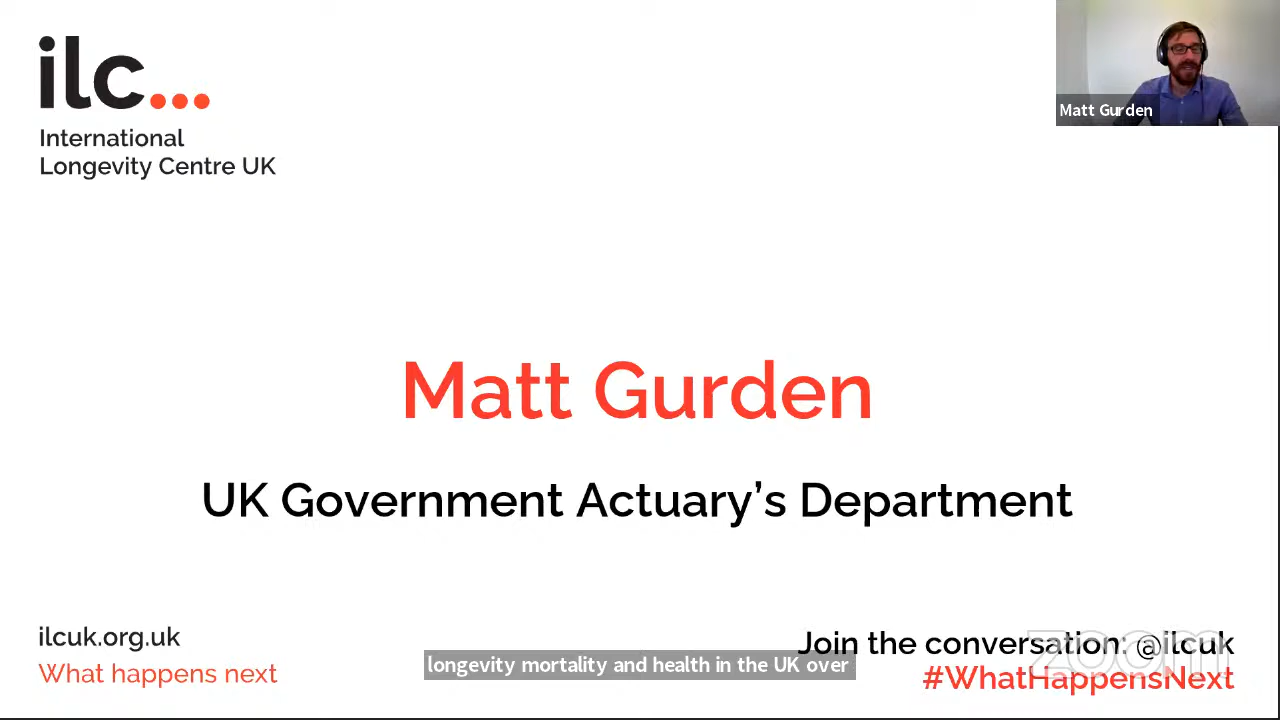 ilc...
International
Longevity Centre UK
Matt Gurden
Matt Gurden
UK Government Actuary's Department
ilcuk.org.uk
What happens next
longevity mortality and health in the UK over
Join the conversation: @ilcuk
#WhatHappensNext
zoom